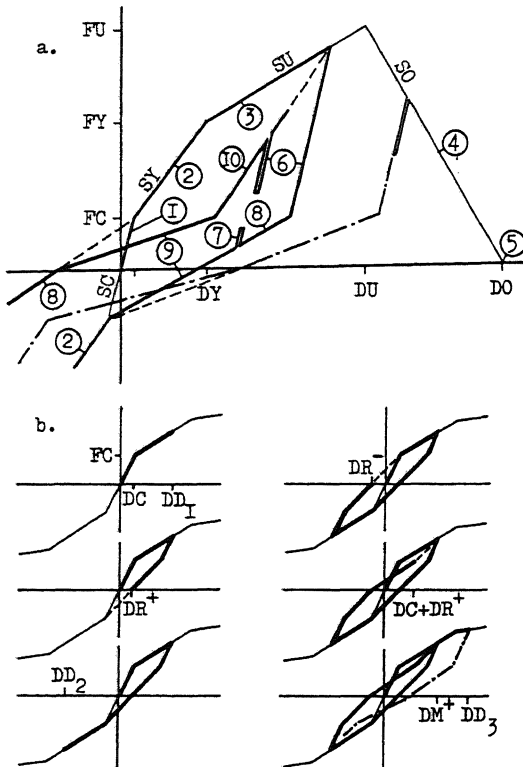 a.
FU
SU
SO
FY
3
4
SY
2
10
6
1
FC
7
8
9
5
SC
DY
DU
DO
8
2
b.
FC
DC DD1
DR-
DR+
DC+DR+
DD2
DM+ DD3